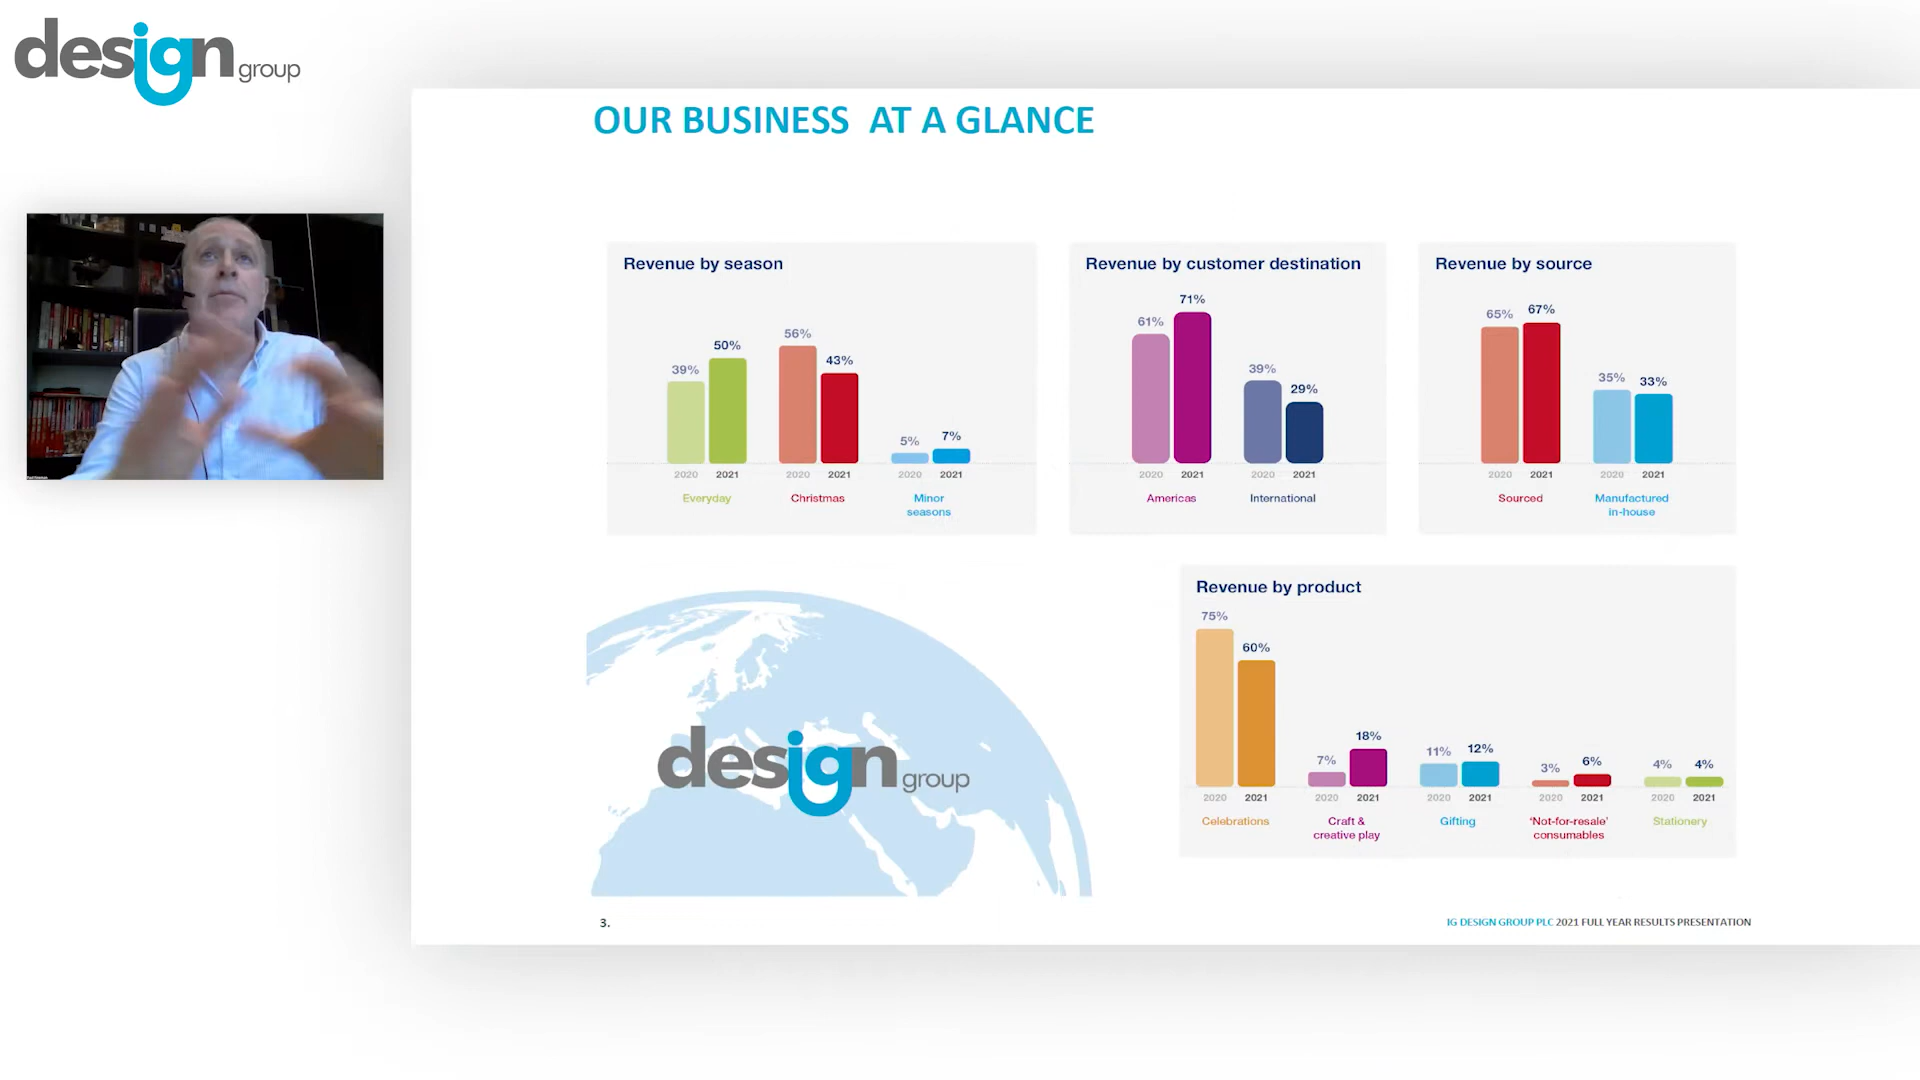 design group
OUR BUSINESS AT A GLANCE
Revenue by season
39%
50%
56%
43%
5%
7%
2020 2021 2020 2021 2020 2021
Everyday
Christmas
Minor
seasons
Revenue by customer destination
61%
71%
39%
29%
2020 2021 2020 2021
Americas
International
Revenue by source
65%
67%
35%
33%
2020 2021 2020 2021
Sourced
Manufactured
in-house
design group
Revenue by product
75%
60%
7%
18%
11%
12%
3%
6%
4%
4%
2020 2021 2020 2021 2020 2021 2020 2021 2020 2021
Celebrations
Craft &
creative play
Gifting
'Not-for-resale'
consumables
Stationery
3.
IG DESIGN GROUP PLC 2021 FULL YEAR RESULTS PRESENTATION